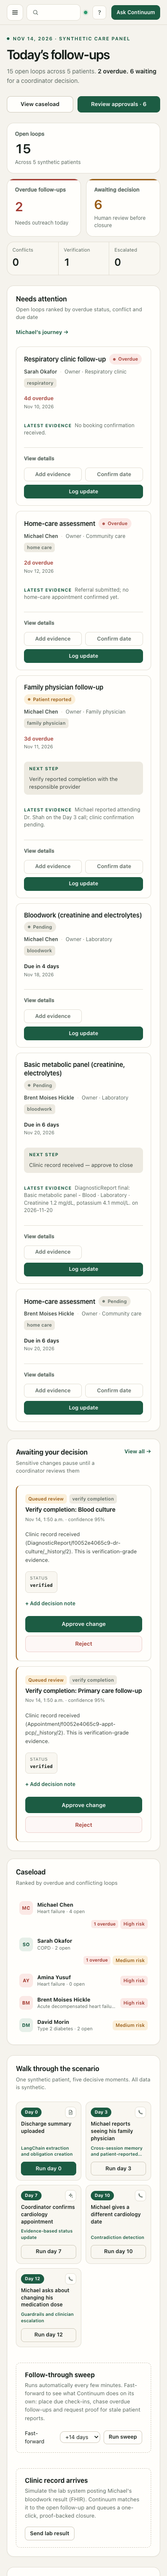 Ask Continuum
NOV 14, 2026 · SYNTHETIC CARE PANEL
Today's follow-ups
15 open loops across 5 patients. 2 overdue. 6 waiting
for a coordinator decision.
View caseload
Review approvals · 6
Open loops
15
Across 5 synthetic patients
Overdue follow-ups
2
Needs outreach today
Awaiting decision
6
Human review before
closure
Conflicts
0
Verification
1
Escalated
0
Needs attention
Open loops ranked by overdue status, conflict and
due date
Michael's journey →
Respiratory clinic follow-up
Overdue
Sarah Okafor · Owner · Respiratory clinic
respiratory
4d overdue
Nov 10, 2026
LATEST EVIDENCE No booking confirmation
received.
View details
Add evidence
Confirm date
Log update
Home-care assessment
Overdue
Michael Chen · Owner · Community care
home care
2d overdue
Nov 12, 2026
LATEST EVIDENCE Referral submitted; no
home-care appointment confirmed yet.
View details
Add evidence
Confirm date
Log update
Family physician follow-up
Patient reported
Michael Chen · Owner · Family physician
family physician
3d overdue
Nov 11, 2026
NEXT STEP
Verify reported completion with the
responsible provider
LATEST EVIDENCE Michael reported attending
Dr. Shah on the Day 3 call; clinic confirmation
pending.
View details
Add evidence
Confirm date
Log update
Bloodwork (creatinine and electrolytes)
Pending
Michael Chen · Owner · Laboratory
bloodwork
Due in 4 days
Nov 18, 2026
View details
Add evidence
Log update
Basic metabolic panel (creatinine,
electrolytes)
Pending
Brent Moises Hickle · Owner · Laboratory
bloodwork
Due in 6 days
Nov 20, 2026
NEXT STEP
Clinic record received — approve to close
LATEST EVIDENCE DiagnosticReport final:
Basic metabolic panel - Blood · Laboratory ·
Creatinine 1.2 mg/dL, potassium 4.1 mmol/L. on
2026-11-20
View details
Add evidence
Log update
Home-care assessment
Pending
Brent Moises Hickle · Owner · Community care
home care
Due in 6 days
Nov 20, 2026
View details
Add evidence
Confirm date
Log update
Awaiting your decision
View all →
Sensitive changes pause until a
coordinator reviews them
Queued review
verify completion
Verify completion: Blood culture
Nov 14, 1:50 a.m. · confidence 95%
Clinic record received
(DiagnosticReport/f0052e4065c9-dr-
culture/_history/2). This is verification-grade
evidence.
STATUS
verified
+ Add decision note
Approve change
Reject
Queued review
verify completion
Verify completion: Primary care follow-up
Nov 14, 1:50 a.m. · confidence 95%
Clinic record received
(Appointment/f0052e4065c9-appt-
pcp/_history/2). This is verification-grade
evidence.
STATUS
verified
+ Add decision note
Approve change
Reject
Caseload
Ranked by overdue and conflicting loops
MC
Michael Chen
Heart failure · 4 open
1 overdue
High risk
SO
Sarah Okafor
COPD · 2 open
1 overdue
Medium risk
AY
Amina Yusuf
Heart failure · 0 open
High risk
BM
Brent Moises Hickle
Acute decompensated heart failu...
High risk
DM
David Morin
Type 2 diabetes · 2 open
Medium risk
Walk through the scenario
One synthetic patient, five decisive moments. All data
is synthetic.
Day 0
Discharge summary
uploaded
LangChain extraction
and obligation creation
Run day 0
Day 3
Michael reports
seeing his family
physician
Cross-session memory
and patient-reported...
Run day 3
Day 7
Coordinator confirms
cardiology
appointment
Evidence-based status
update
Run day 7
Day 10
Michael gives a
different cardiology
date
Contradiction detection
Run day 10
Day 12
Michael asks about
changing his
medication dose
Guardrails and clinician
escalation
Run day 12
Follow-through sweep
Runs automatically every few minutes. Fast-
forward to see what Continuum does on its
own: place due check-ins, chase overdue
follow-ups and request proof for stale patient
reports.
Fast-
forward
+14 days
Run sweep
Clinic record arrives
Simulate the lab system posting Michael's
bloodwork result (FHIR). Continuum matches
it to the open follow-up and queues a one-
click, proof-backed closure.
Send lab result